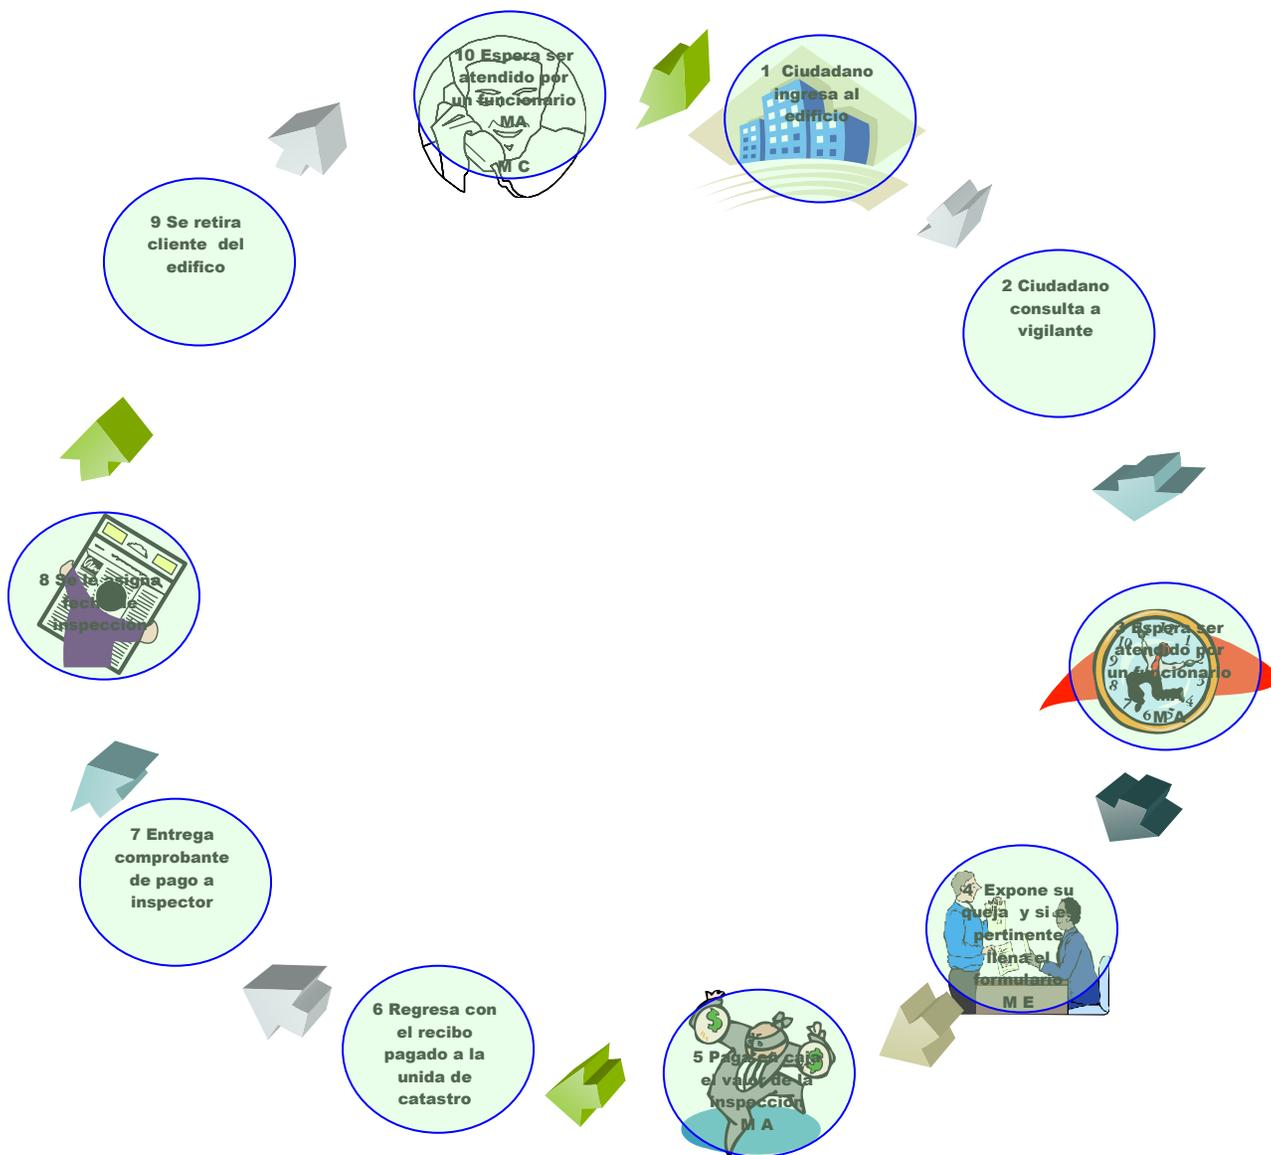 1 Ciudadano
ingresa al
edificio
2 Ciudadano
consulta a
vigilante
3 Espera ser
atendido por
un funcionario
M A
4 Expone su
queja y si es
pertinente
llena el
formulario
M E
5 Paga en caja
el valor de la
inspección
M A
6 Regresa con
el recibo
pagado a la
unida de
catastro
7 Entrega
comprobante
de pago a
inspector
8 Se le asigna
fecha de
inspección
9 Se retira
cliente del
edifico
10 Espera ser
atendido por
un funcionario
MA
M C